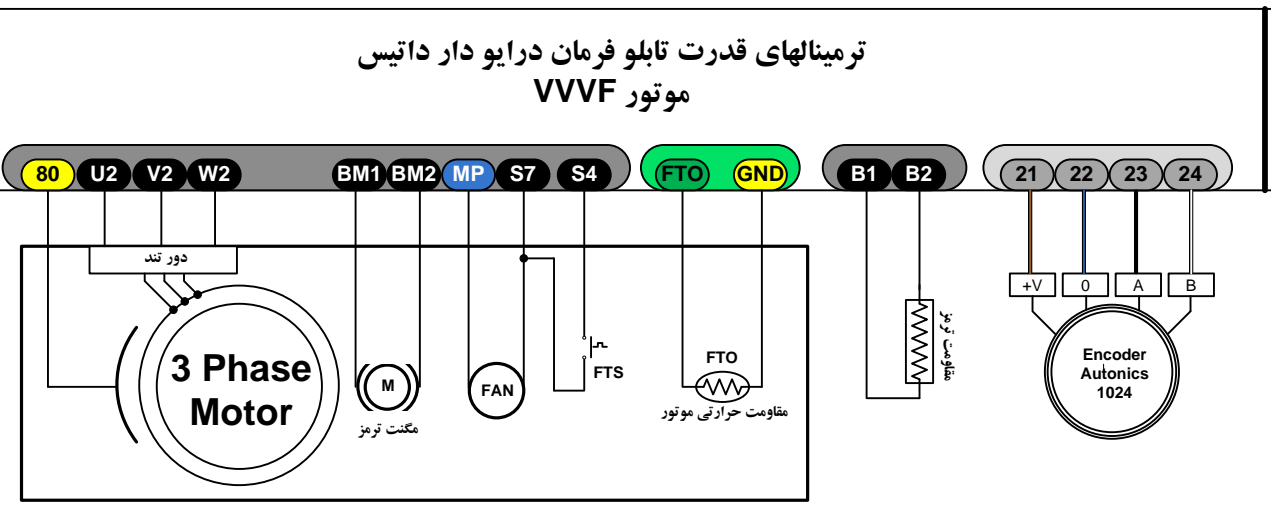 ترمینالهای قدرت تابلو فرمان درایو دار داتیس
موتور VVVF
80 U2 V2 W2 BM1 BM2 MP S7 S4 FTO GND B1 B2 21 22 23 24
دور تند
+V 0 A B
3 Phase
Motor
M
مگنت ترمز
FAN
FTS
FTO
مقاومت حرارتی موتور
مقاومت ترمز
Encoder
Autonics
1024